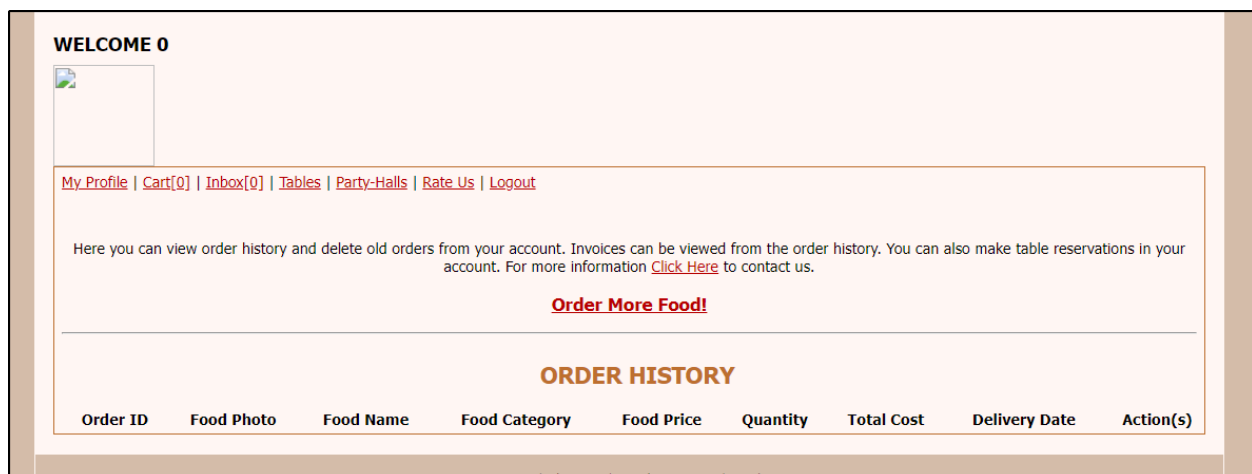 WELCOME 0
My Profile | Cart[0] | Inbox[0] | Tables | Party-Halls | Rate Us | Logout
Here you can view order history and delete old orders from your account. Invoices can be viewed from the order history. You can also make table reservations in your
account. For more information Click Here to contact us.
Order More Food!
ORDER HISTORY
Order ID Food Photo Food Name Food Category Food Price Quantity Total Cost Delivery Date Action(s)